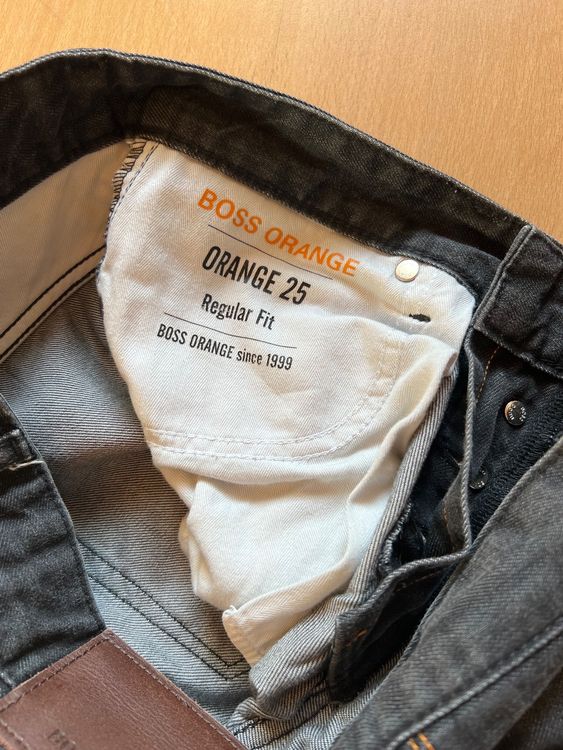 BOSS ORANGE
ORANGE 25
Regular Fit
BOSS ORANGE since 1999